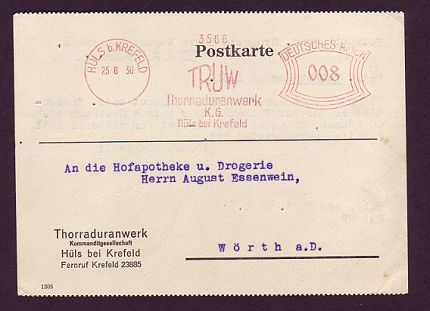 3566
Postkarte
HÜLS b. KREFELD
25 8 30
TRUW
Thorraduranwerk
K.G.
Hüls bei Krefeld
DEUTSCHES REICH
008
An die Hofapotheke u. Drogerie
Herrn August Essenwein,
Thorraduranwerk
Kommanditgesellschaft
Hüls bei Krefeld
Fernruf Krefeld 23885
Wörth a.D.
1308